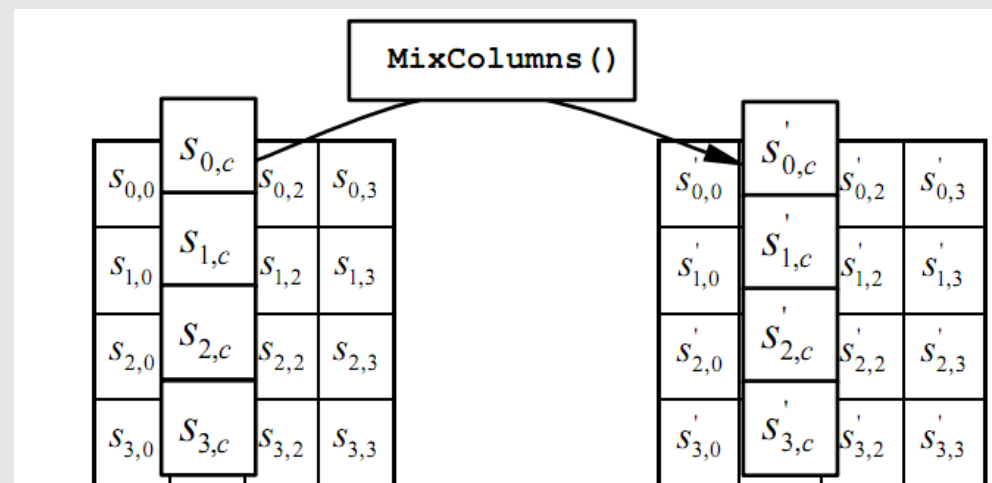 MixColumns()
s0,0 s0,c s0,2 s0,3 s'0,0 s'0,c s'0,2 s'0,3
s1,0 s1,c s1,2 s1,3 s'1,0 s'1,c s'1,2 s'1,3
s2,0 s2,c s2,2 s2,3 s'2,0 s'2,c s'2,2 s'2,3
s3,0 s3,c s3,2 s3,3 s'3,0 s'3,c s'3,2 s'3,3